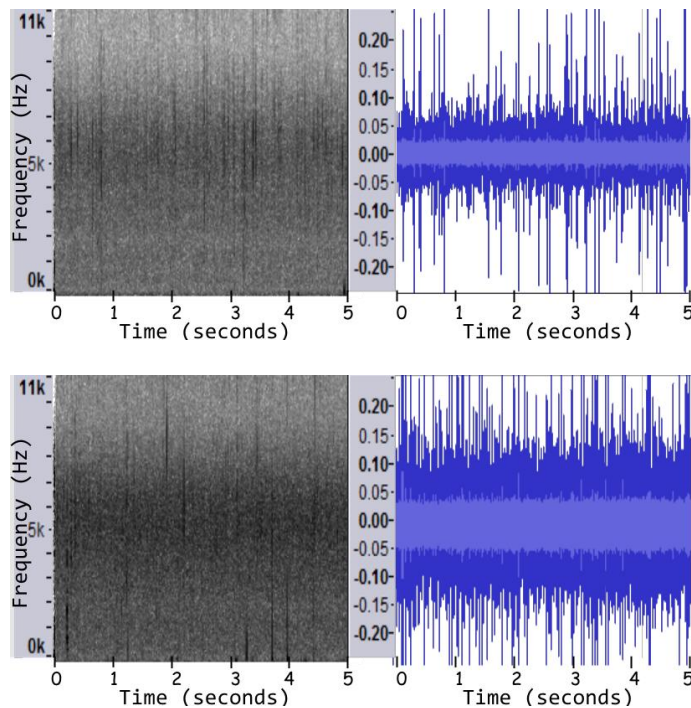 11k
5k
0k
Frequency (Hz)
0 1 2 3 4 5
Time (seconds)
0.20
0.15
0.10
0.05
0.00
-0.05
-0.10
-0.15
-0.20
0 1 2 3 4 5
Time (seconds)
11k
5k
0k
Frequency (Hz)
0 1 2 3 4 5
Time (seconds)
0.20
0.15
0.10
0.05
0.00
-0.05
-0.10
-0.15
-0.20
0 1 2 3 4 5
Time (seconds)